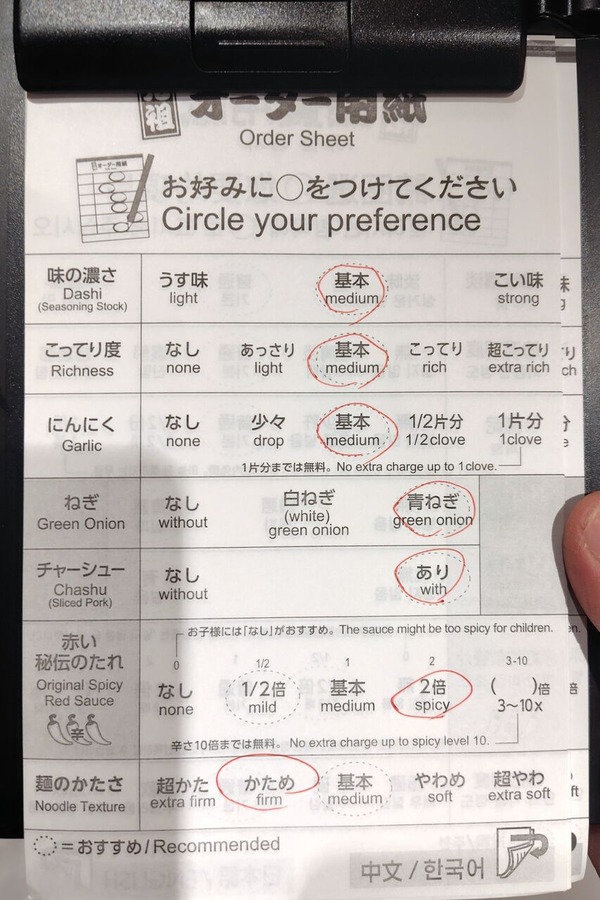 オーダー用紙
Order Sheet
お好みに○をつけてください
Circle your preference
味の濃さ
Dashi
(Seasoning Stock)
うす味
light
基本
medium
こい味
strong
こってり度
Richness
なし
none
あっさり
light
基本
medium
こってり
rich
超こってり
extra rich
にんにく
Garlic
なし
none
少々
drop
基本
medium
1/2片分
1/2clove
1片分
1clove
1片分までは無料。No extra charge up to 1clove.
ねぎ
Green Onion
なし
without
白ねぎ
(white)
green onion
青ねぎ
green onion
チャーシュー
Chashu
(Sliced Pork)
なし
without
あり
with
赤い
秘伝のたれ
Original Spicy
Red Sauce
辛
お子様には「なし」がおすすめ。The sauce might be too spicy for children.
0
なし
none
1/2
1/2倍
mild
1
基本
medium
2
2倍
spicy
3-10
( )倍
3~10x
辛さ10倍までは無料。No extra charge up to spicy level 10.
麺のかたさ
Noodle Texture
超かた
extra firm
かため
firm
基本
medium
やわめ
soft
超やわ
extra soft
=おすすめ/Recommended
中文 / 한국어